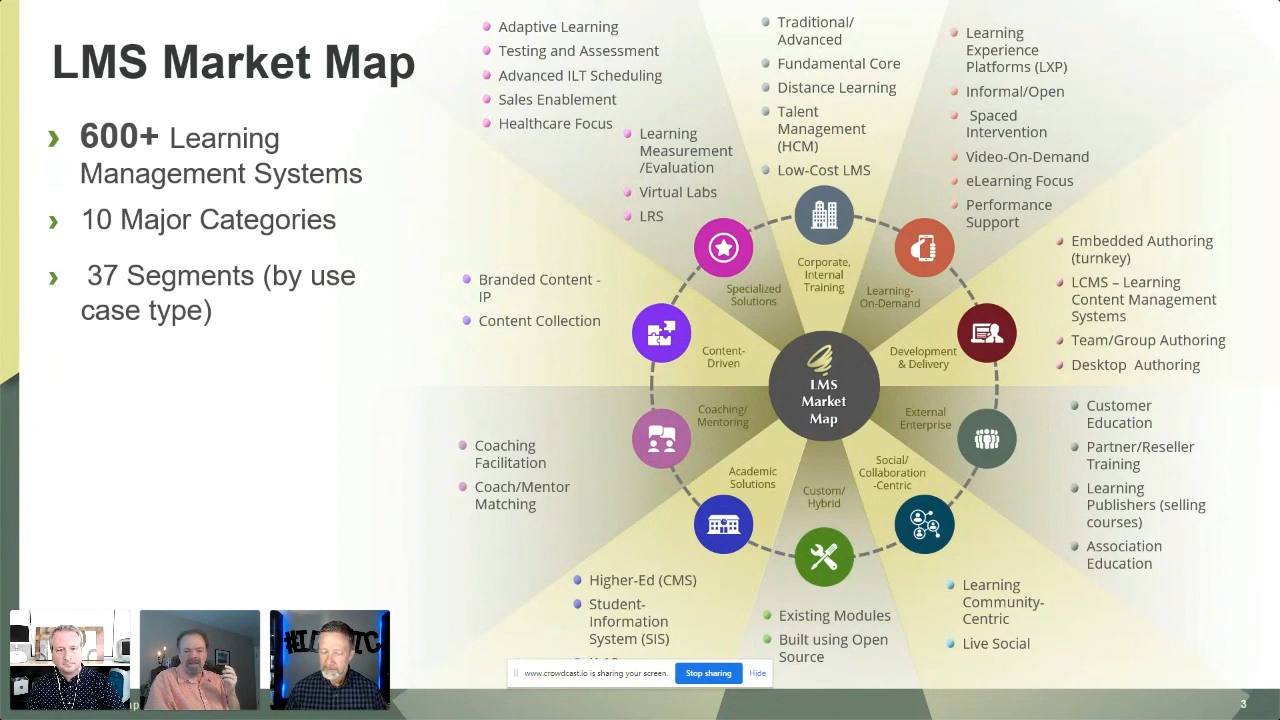 LMS Market Map
› 600+ Learning
Management Systems
› 10 Major Categories
› 37 Segments (by use
case type)
Adaptive Learning
Testing and Assessment
Advanced ILT Scheduling
Sales Enablement
Healthcare Focus
Learning
Measurement
/Evaluation
Virtual Labs
LRS
Traditional/
Advanced
Fundamental Core
Distance Learning
Talent
Management
(HCM)
Low-Cost LMS
Learning
Experience
Platforms (LXP)
Informal/Open
Spaced
Intervention
Video-On-Demand
eLearning Focus
Performance
Support
Embedded Authoring
(turnkey)
LCMS – Learning
Content Management
Systems
Team/Group Authoring
Desktop Authoring
Customer
Education
Partner/Reseller
Training
Learning
Publishers (selling
courses)
Association
Education
Learning
Community-
Centric
Live Social
Existing Modules
Built using Open
Source
Higher-Ed (CMS)
Student-
Information
System (SIS)
Coaching
Facilitation
Coach/Mentor
Matching
Branded Content -
IP
Content Collection
Specialized
Solutions
Corporate,
Internal
Training
Learning-
On-Demand
Development
& Delivery
External
Enterprise
Social/
Collaboration
-Centric
Custom/
Hybrid
Academic
Solutions
Coaching/
Mentoring
Content-
Driven
LMS
Market
Map
www.crowdcast.io is sharing your screen.
Stop sharing
Hide
3